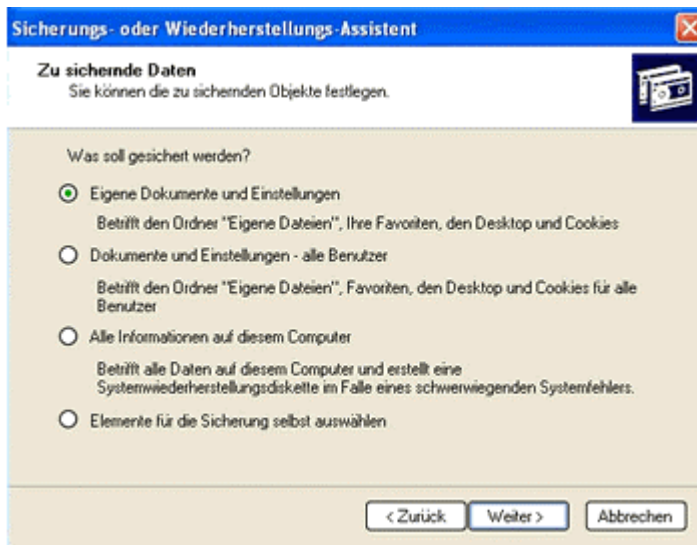 Sicherungs- oder Wiederherstellungs-Assistent
Zu sichernde Daten
Sie können die zu sichernden Objekte festlegen.
Was soll gesichert werden?
Eigene Dokumente und Einstellungen
Betrifft den Ordner "Eigene Dateien", Ihre Favoriten, den Desktop und Cookies
Dokumente und Einstellungen - alle Benutzer
Betrifft den Ordner "Eigene Dateien", Favoriten, den Desktop und Cookies für alle
Benutzer
Alle Informationen auf diesem Computer
Betrifft alle Daten auf diesem Computer und erstellt eine
Systemwiederherstellungsdiskette im Falle eines schwerwiegenden Systemfehlers.
Elemente für die Sicherung selbst auswählen
< Zurück Weiter > Abbrechen